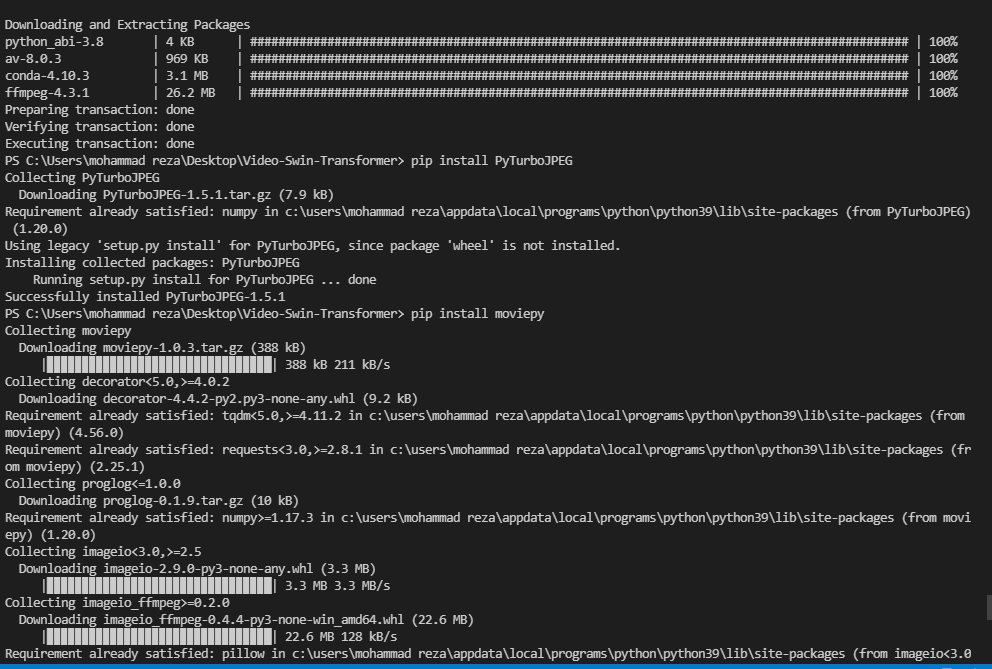 Downloading and Extracting Packages
python_abi-3.8 | 4 KB | ############################################################################################## | 100%
av-8.0.3 | 969 KB | ############################################################################################## | 100%
conda-4.10.3 | 3.1 MB | ############################################################################################## | 100%
ffmpeg-4.3.1 | 26.2 MB | ############################################################################################## | 100%
Preparing transaction: done
Verifying transaction: done
Executing transaction: done
PS C:\Users\mohammad reza\Desktop\Video-Swin-Transformer> pip install PyTurboJPEG
Collecting PyTurboJPEG
Downloading PyTurboJPEG-1.5.1.tar.gz (7.9 kB)
Requirement already satisfied: numpy in c:\users\mohammad reza\appdata\local\programs\python\python39\lib\site-packages (from PyTurboJPEG)
(1.20.0)
Using legacy 'setup.py install' for PyTurboJPEG, since package 'wheel' is not installed.
Installing collected packages: PyTurboJPEG
Running setup.py install for PyTurboJPEG ... done
Successfully installed PyTurboJPEG-1.5.1
PS C:\Users\mohammad reza\Desktop\Video-Swin-Transformer> pip install moviepy
Collecting moviepy
Downloading moviepy-1.0.3.tar.gz (388 kB)
|████████████████████████████████| 388 kB 211 kB/s
Collecting decorator<5.0,>=4.0.2
Downloading decorator-4.4.2-py2.py3-none-any.whl (9.2 kB)
Requirement already satisfied: tqdm<5.0,>=4.11.2 in c:\users\mohammad reza\appdata\local\programs\python\python39\lib\site-packages (from
moviepy) (4.56.0)
Requirement already satisfied: requests<3.0,>=2.8.1 in c:\users\mohammad reza\appdata\local\programs\python\python39\lib\site-packages (fr
om moviepy) (2.25.1)
Collecting proglog<=1.0.0
Downloading proglog-0.1.9.tar.gz (10 kB)
Requirement already satisfied: numpy>=1.17.3 in c:\users\mohammad reza\appdata\local\programs\python\python39\lib\site-packages (from movi
epy) (1.20.0)
Collecting imageio<3.0,>=2.5
Downloading imageio-2.9.0-py3-none-any.whl (3.3 MB)
|████████████████████████████████| 3.3 MB 3.3 MB/s
Collecting imageio_ffmpeg>=0.2.0
Downloading imageio_ffmpeg-0.4.4-py3-none-win_amd64.whl (22.6 MB)
|████████████████████████████████| 22.6 MB 128 kB/s
Requirement already satisfied: pillow in c:\users\mohammad reza\appdata\local\programs\python\python39\lib\site-packages (from imageio<3.0